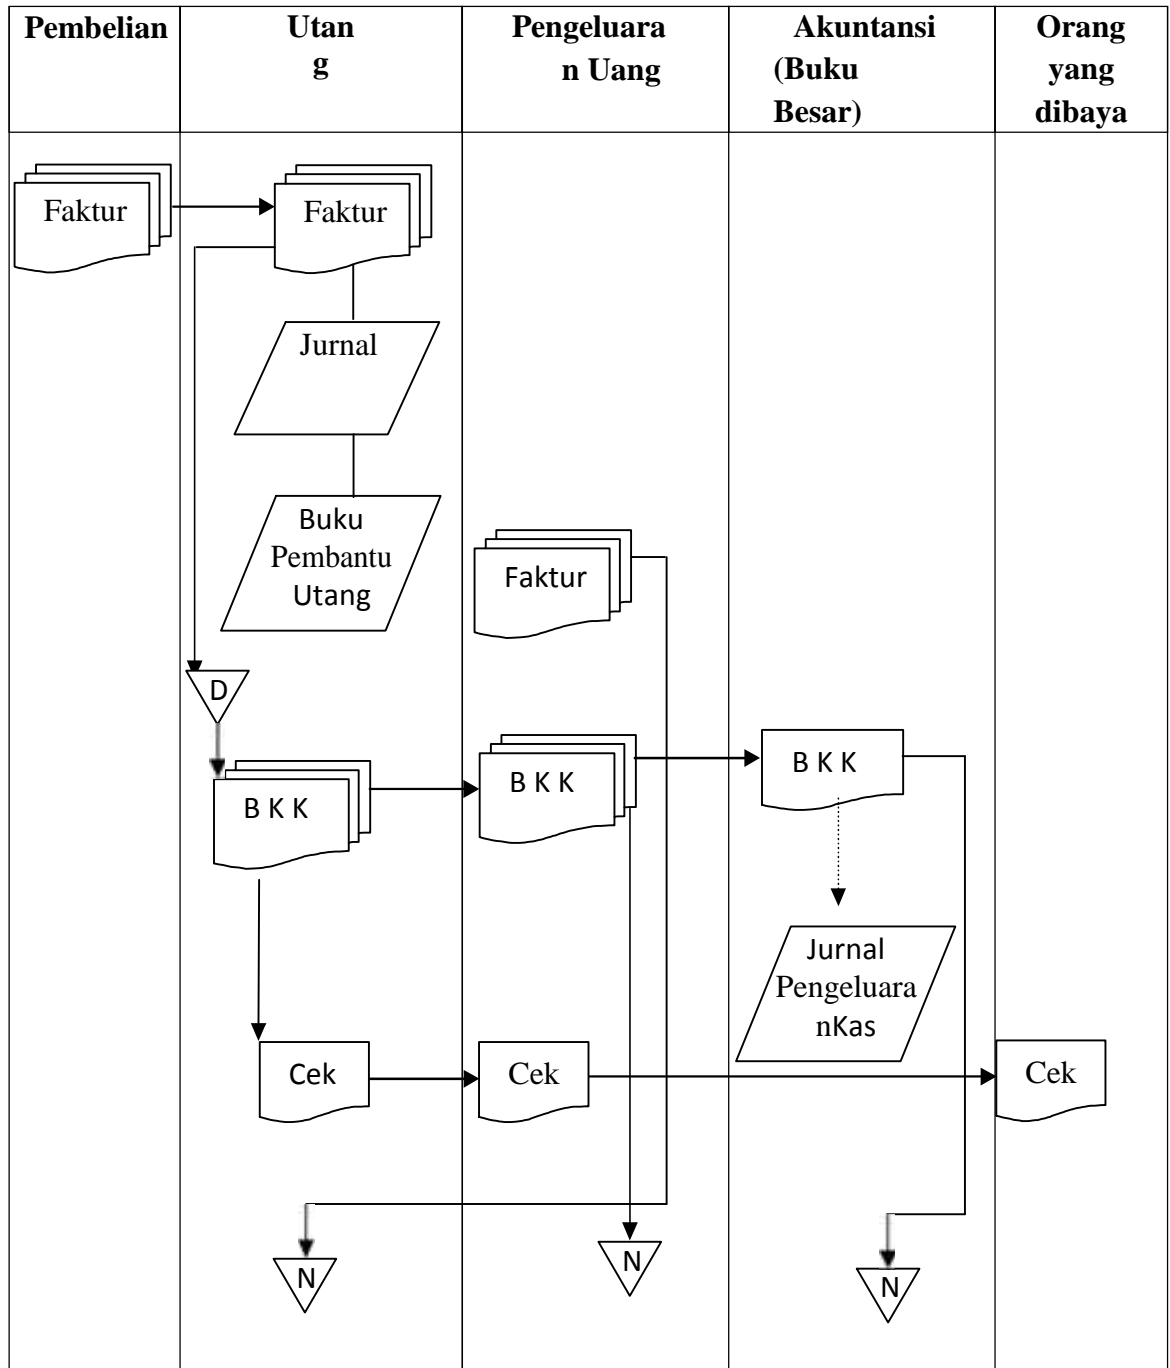 Pembelian
Utan
g
Pengeluara
n Uang
Akuntansi
(Buku
Besar)
Orang
yang
dibaya
Faktur
Faktur
Jurnal
Buku
Pembantu
Utang
Faktur
D
B K K
B K K
B K K
Jurnal
Pengeluara
nKas
Cek
Cek
Cek
N
N
N